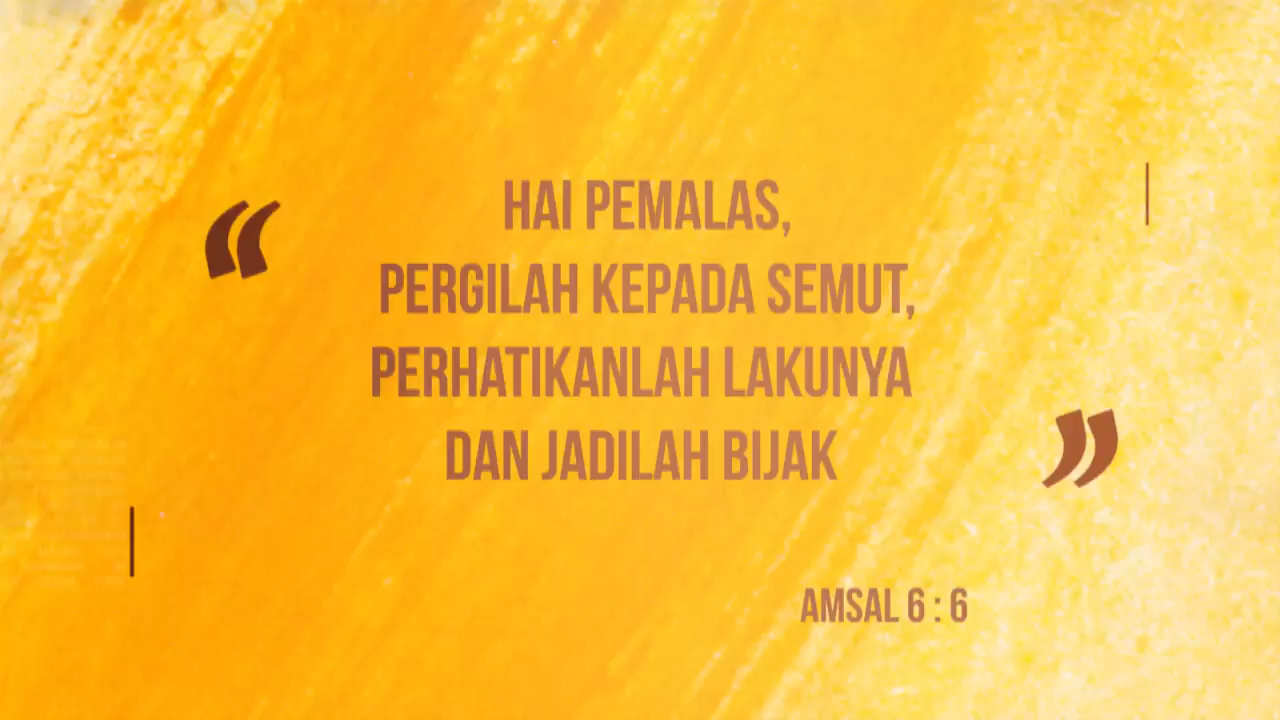 “
HAI PEMALAS,
PERGILAH KEPADA SEMUT,
PERHATIKANLAH LAKUNYA
DAN JADILAH BIJAK
”
AMSAL 6 : 6